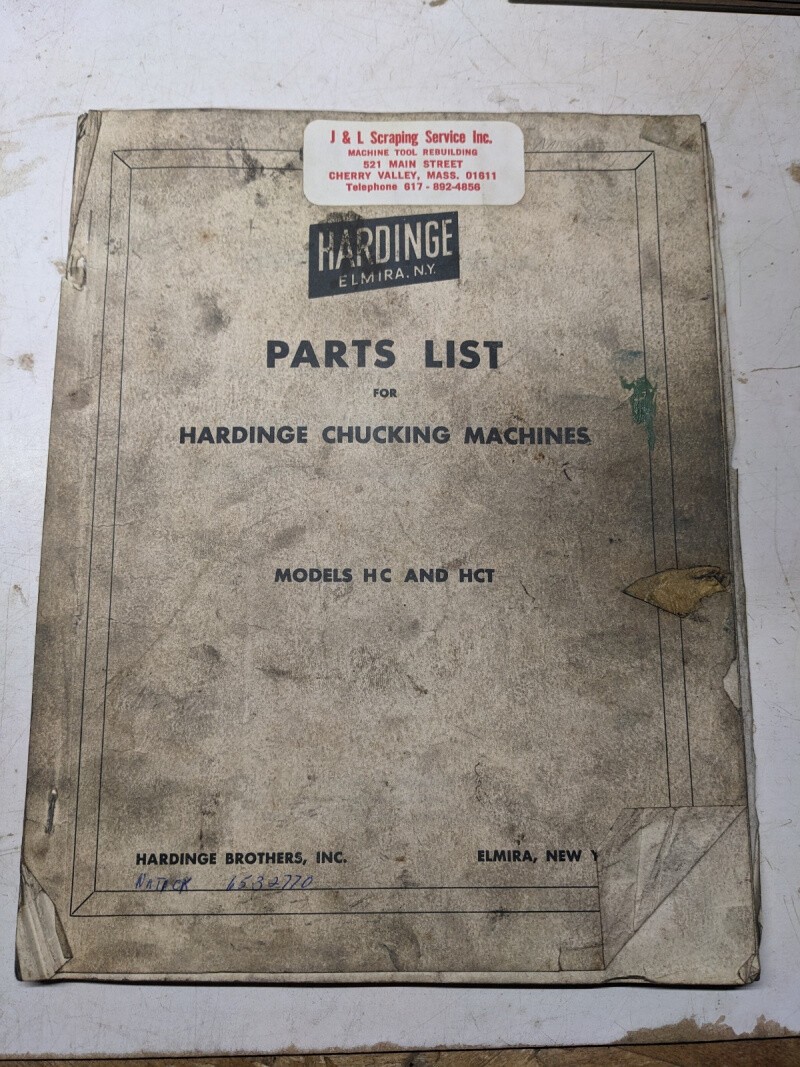 J & L Scraping Service Inc.
MACHINE TOOL REBUILDING
521 MAIN STREET
CHERRY VALLEY, MASS. 01611
Telephone 617 - 892-4856
HARDINGE
ELMIRA, N.Y.
PARTS LIST
FOR
HARDINGE CHUCKING MACHINES
MODELS HC AND HCT
HARDINGE BROTHERS, INC.
ELMIRA, NEW
6532770